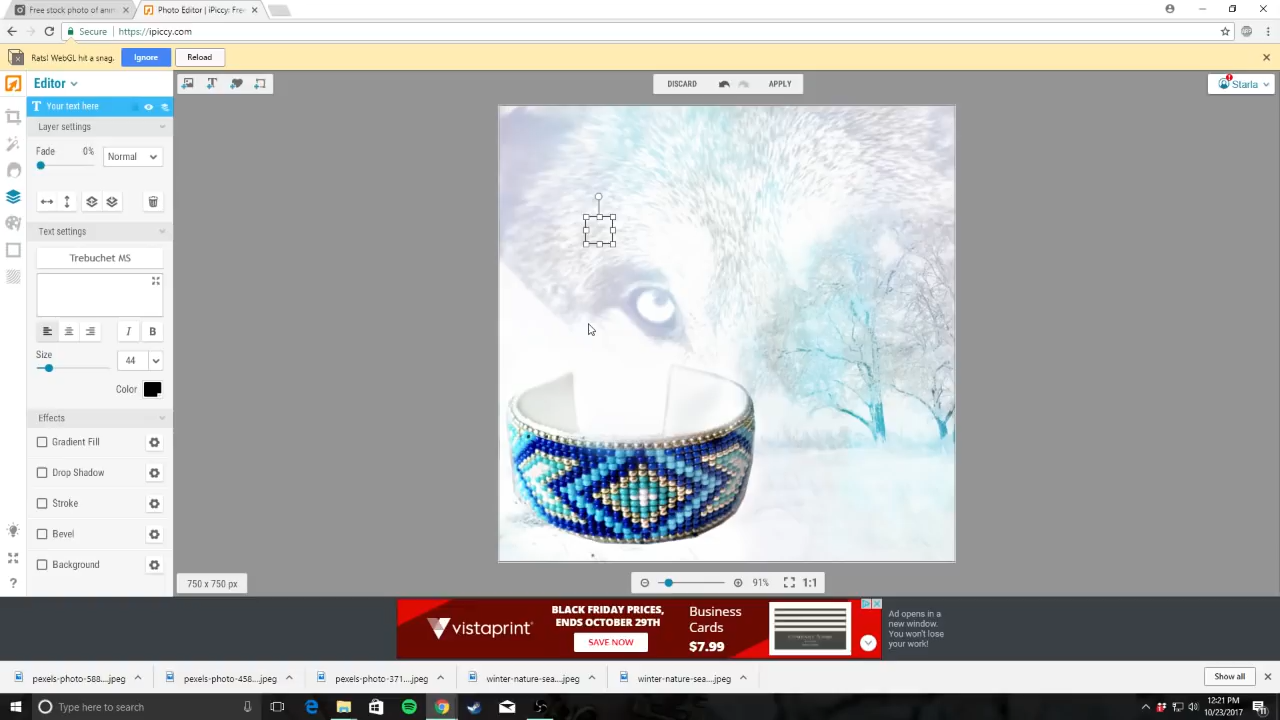 Free stock photo of anim
Photo Editor | iPiccy: Free
Secure | https://ipiccy.com
Rats! WebGL hit a snag.
Ignore
Reload
Editor
DISCARD
APPLY
Starla
Your text here
Layer settings
Fade 0% Normal
Text settings
Trebuchet MS
I B
Size
44
Color
Effects
Gradient Fill
Drop Shadow
Stroke
Bevel
Background
?
750 x 750 px
91% 1:1
vistaprint
BLACK FRIDAY PRICES,
ENDS OCTOBER 29TH
SAVE NOW
Business
Cards
$7.99
Ad opens in a
new window.
You won't lose
your work!
pexels-photo-588....jpeg
pexels-photo-458....jpeg
pexels-photo-371....jpeg
winter-nature-sea....jpeg
winter-nature-sea....jpeg
Show all
Type here to search
12:21 PM
10/23/2017